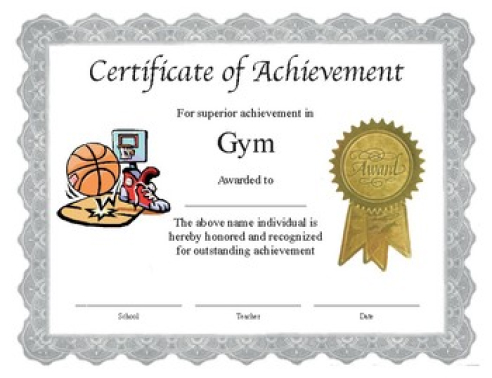 Certificate of Achievement
For superior achievement in
Gym
Awarded to
Award
The above name individual is
hereby honored and recognized
for outstanding achievement
School Teacher Date